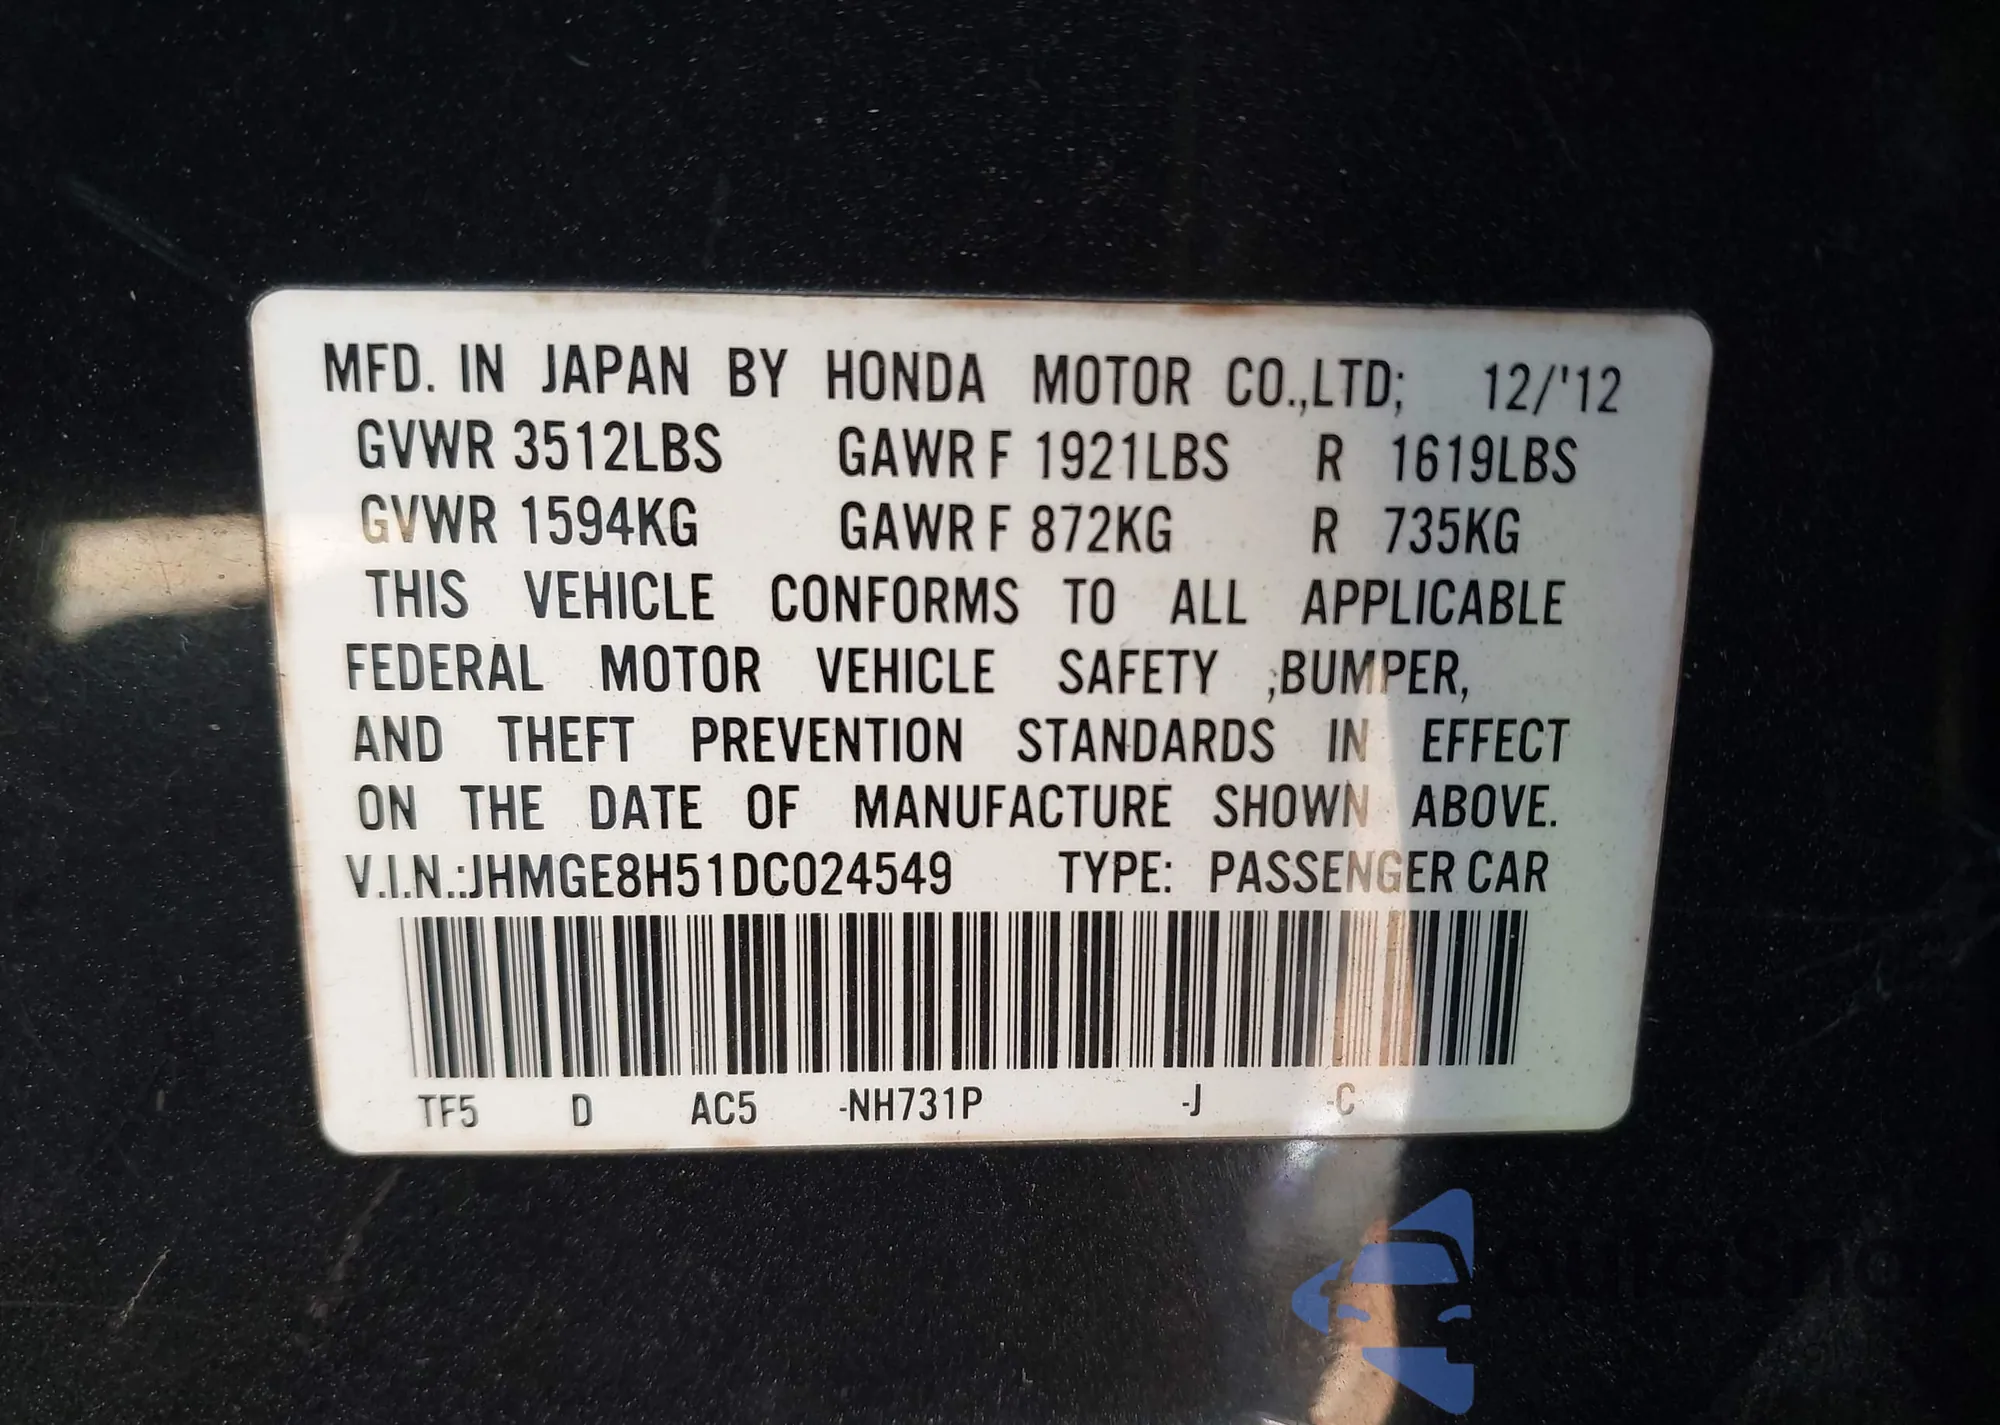 MFD. IN JAPAN BY HONDA MOTOR CO.,LTD; 12/'12
GVWR 3512LBS GAWR F 1921LBS R 1619LBS
GVWR 1594KG GAWR F 872KG R 735KG
THIS VEHICLE CONFORMS TO ALL APPLICABLE
FEDERAL MOTOR VEHICLE SAFETY ,BUMPER,
AND THEFT PREVENTION STANDARDS IN EFFECT
ON THE DATE OF MANUFACTURE SHOWN ABOVE.
V.I.N.:JHMGE8H51DC024549 TYPE: PASSENGER CAR
TF5 D AC5 -NH731P -J -C